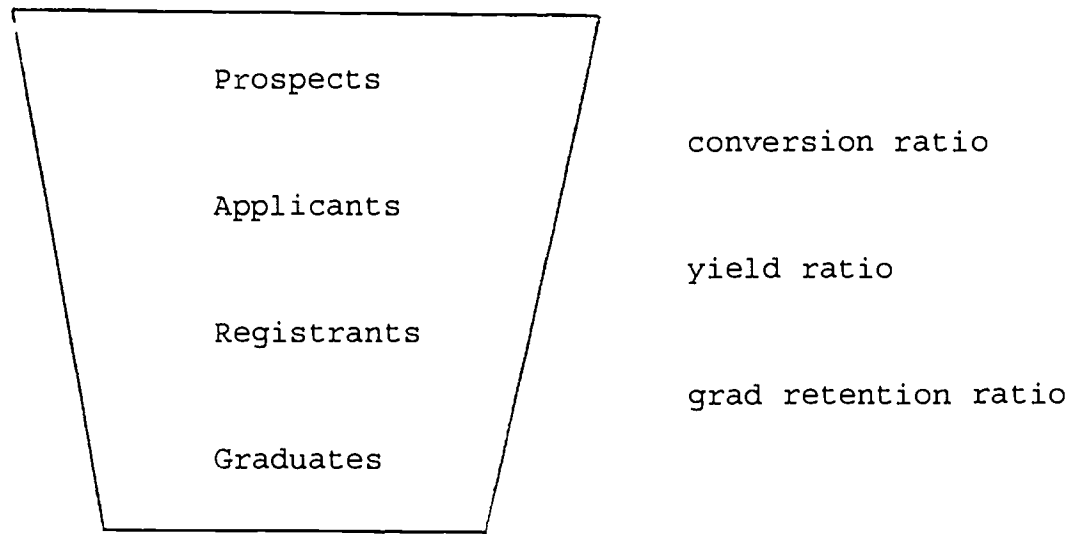 Prospects
conversion ratio
Applicants
yield ratio
Registrants
grad retention ratio
Graduates